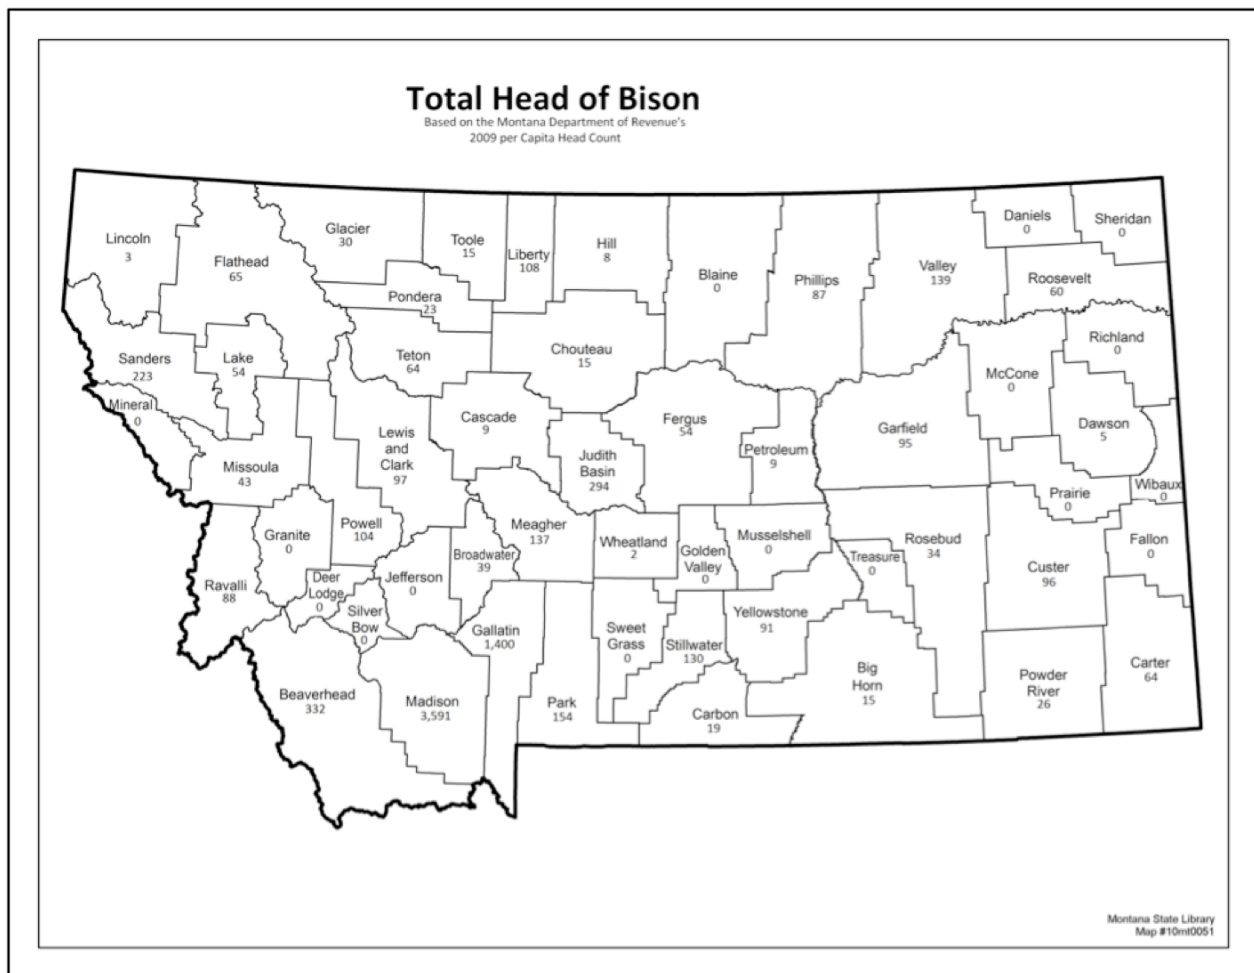 Total Head of Bison
Based on the Montana Department of Revenue's
2009 per Capita Head Count
Lincoln
3
Flathead
65
Glacier
30
Toole
15
Liberty
108
Hill
8
Blaine
0
Phillips
87
Valley
139
Daniels
0
Sheridan
0
Roosevelt
60
Pondera
23
Sanders
223
Lake
54
Teton
64
Chouteau
15
Richland
0
McCone
0
Mineral
0
Missoula
43
Lewis
and
Clark
97
Cascade
9
Judith
Basin
294
Fergus
54
Petroleum
9
Garfield
95
Dawson
5
Prairie
0
Wibaux
0
Granite
0
Powell
104
Meagher
137
Broadwater
39
Wheatland
2
Golden
Valley
0
Musselshell
0
Treasure
0
Rosebud
34
Custer
96
Fallon
0
Ravalli
88
Deer
Lodge
0
Silver
Bow
0
Jefferson
0
Gallatin
1,400
Sweet
Grass
0
Stillwater
130
Yellowstone
91
Beaverhead
332
Madison
3,591
Park
154
Carbon
19
Big
Horn
15
Powder
River
26
Carter
64
Montana State Library
Map #10mt0051